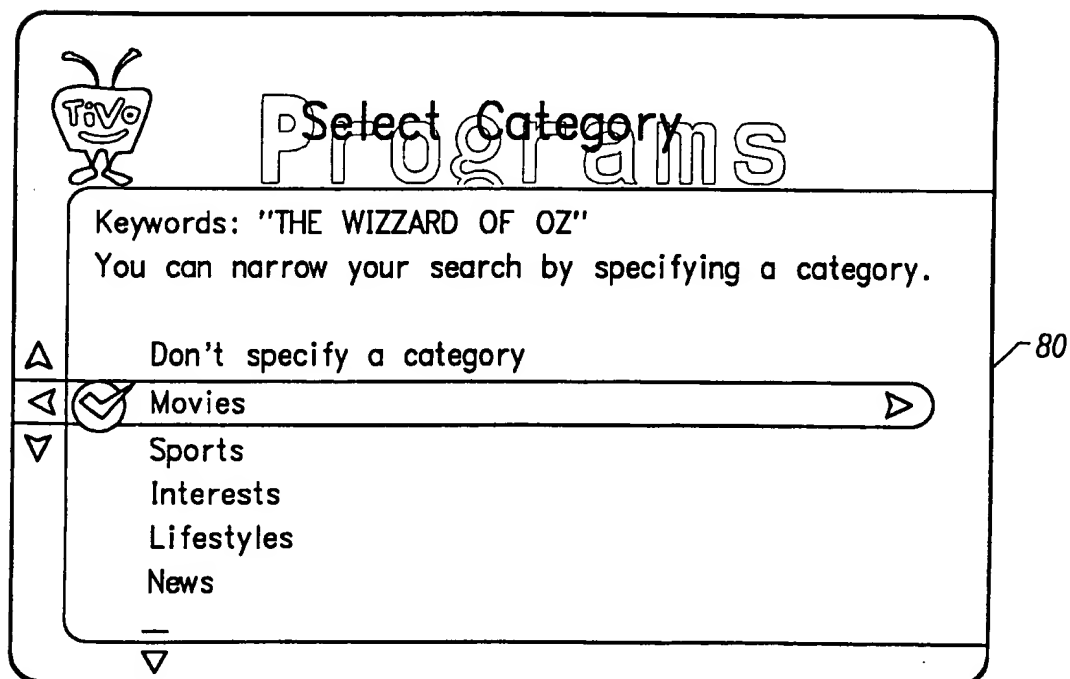 TiVo
Programs
Select Category
Keywords: "THE WIZZARD OF OZ"
You can narrow your search by specifying a category.
Don't specify a category
80
Movies
Sports
Interests
Lifestyles
News